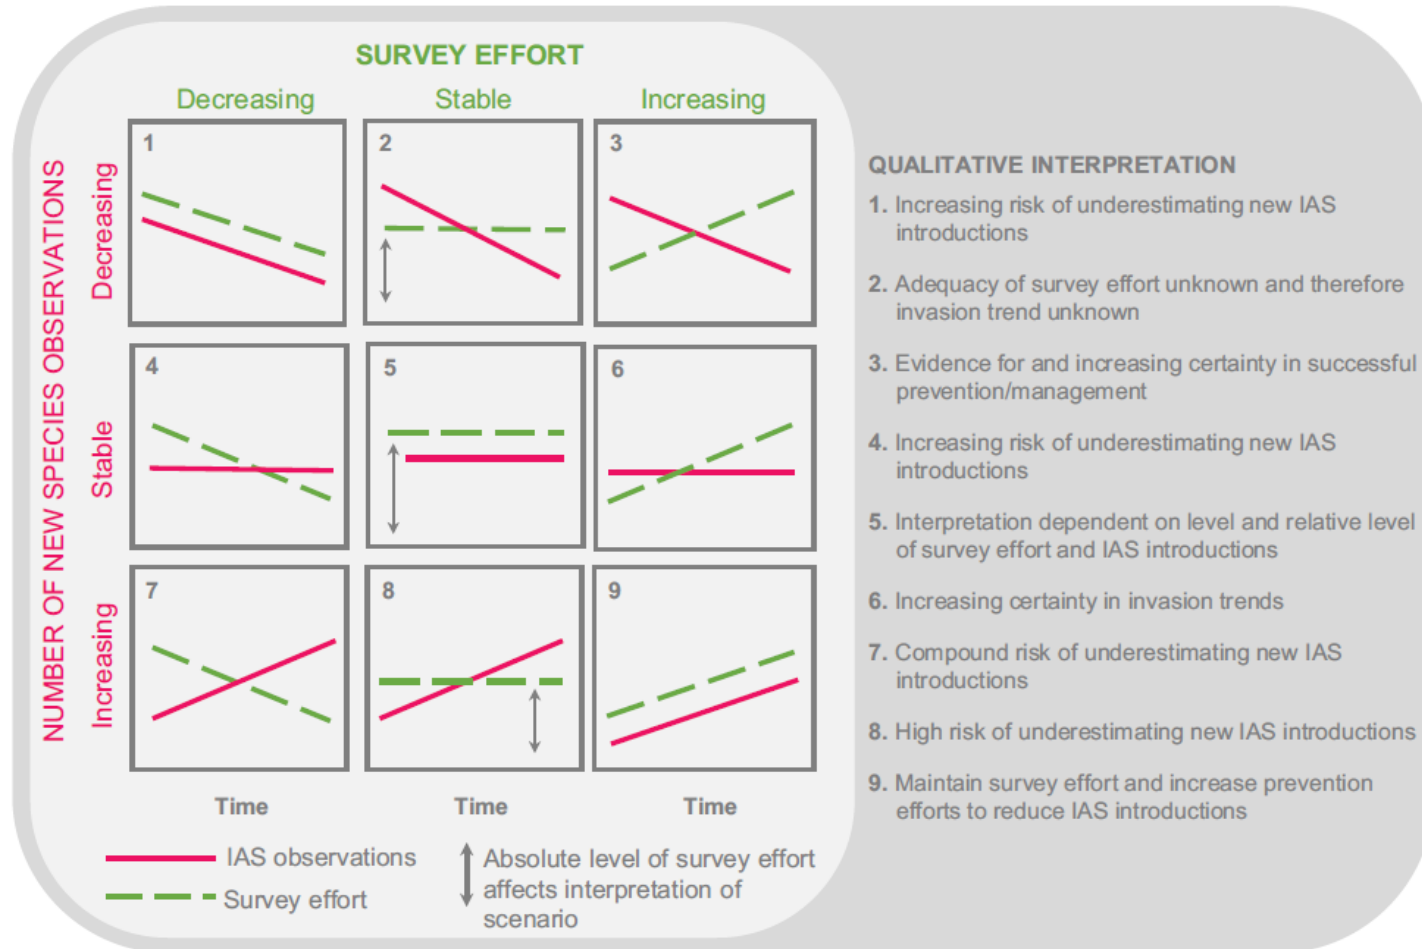 SURVEY EFFORT
Decreasing
Stable
Increasing
NUMBER OF NEW SPECIES OBSERVATIONS
Decreasing
1
2
3
Stable
4
5
6
Increasing
7
8
9
Time
Time
Time
IAS observations
Survey effort
Absolute level of survey effort
affects interpretation of
scenario
QUALITATIVE INTERPRETATION
1. Increasing risk of underestimating new IAS
introductions
2. Adequacy of survey effort unknown and therefore
invasion trend unknown
3. Evidence for and increasing certainty in successful
prevention/management
4. Increasing risk of underestimating new IAS
introductions
5. Interpretation dependent on level and relative level
of survey effort and IAS introductions
6. Increasing certainty in invasion trends
7. Compound risk of underestimating new IAS
introductions
8. High risk of underestimating new IAS introductions
9. Maintain survey effort and increase prevention
efforts to reduce IAS introductions